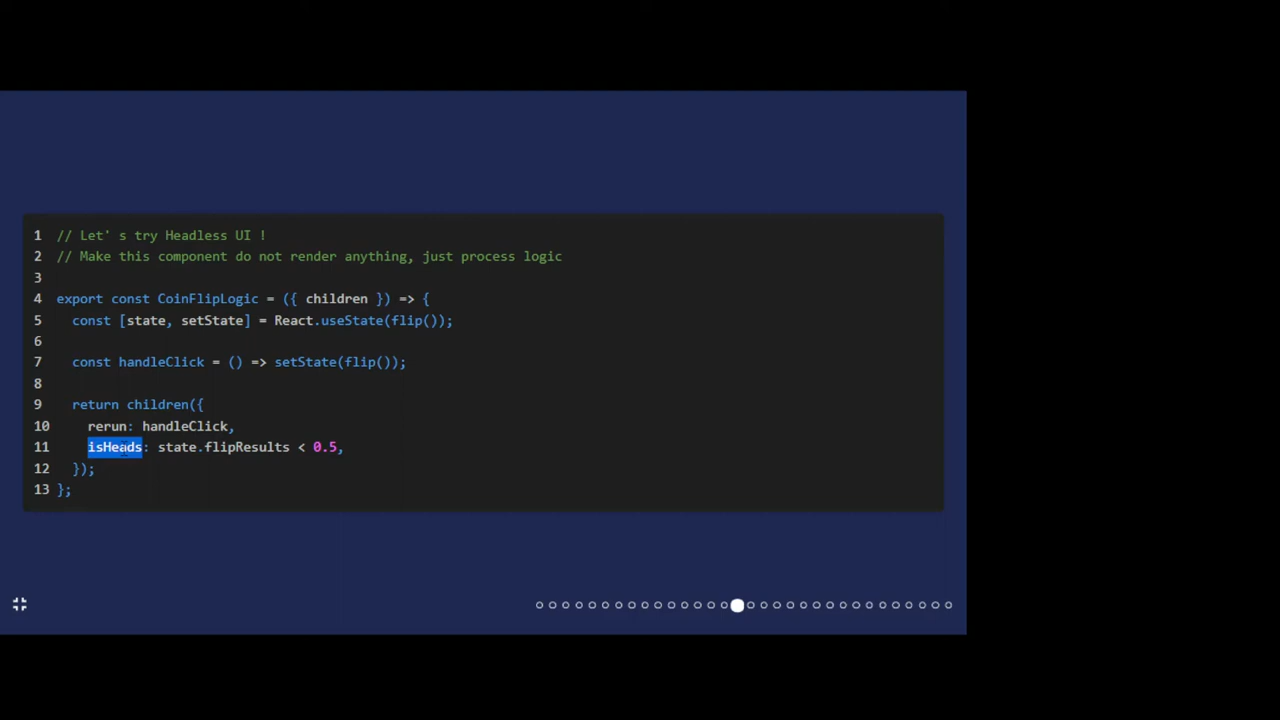 1 // Let' s try Headless UI !
2 // Make this component do not render anything, just process logic
3
4 export const CoinFlipLogic = ({ children }) => {
5 const [state, setState] = React.useState(flip());
6
7 const handleClick = () => setState(flip());
8
9 return children({
10 rerun: handleClick,
11 isHeads: state.flipResults < 0.5,
12 });
13 };